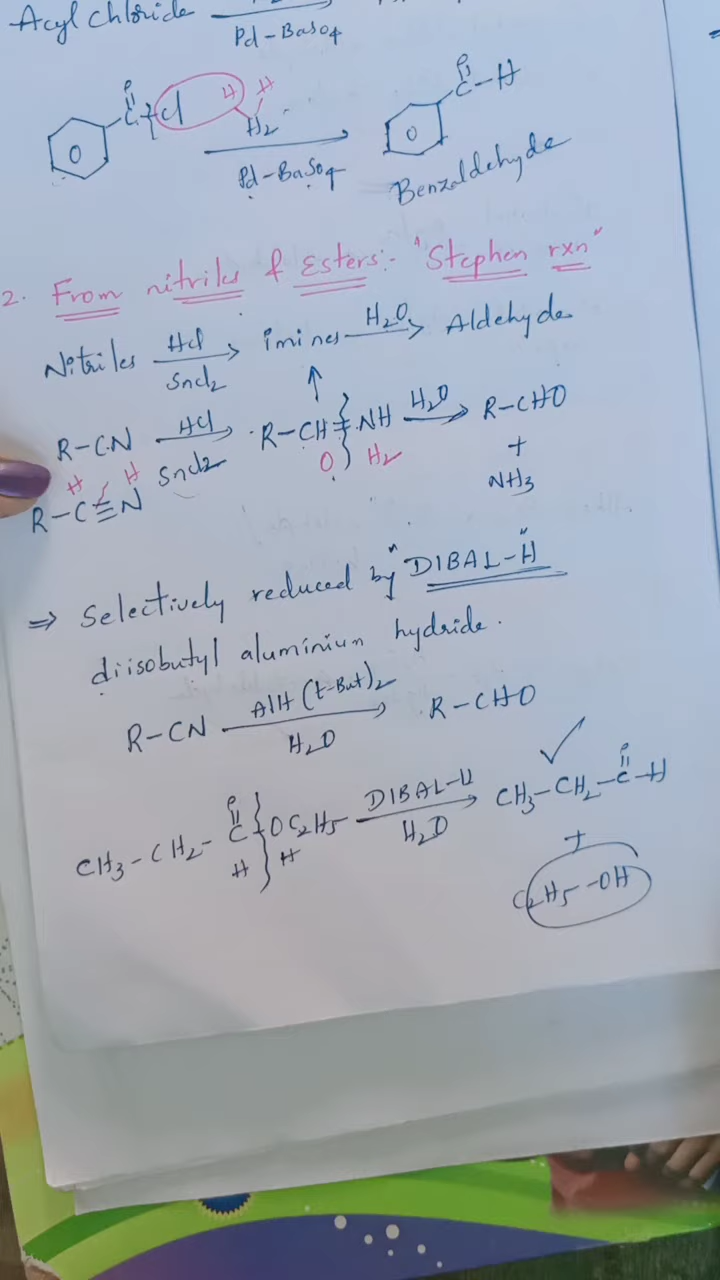 Acyl chloride
Pd-BaSO4
O
C Cl H H
H2
Pd-BaSO4
O
C-H
Benzaldehyde
2. From nitriles & Esters:- "Stephen rxn"
Nitriles HCl SnCl2 → imines H2O → Aldehyde
R-CN HCl SnCl2 → R-CH=NH H2O → R-CHO
O H2
+
NH3
H H
R-C≡N
⇒ Selectively reduced by "DIBAL-H"
diisobutyl aluminium hydride.
R-CN AlH(t-But)2 H2O → R-CHO
CH3-CH2-C-OC2H5 DIBAL-H H2O → CH3-CH2-C-H
O O
H H
+
C2H5-OH